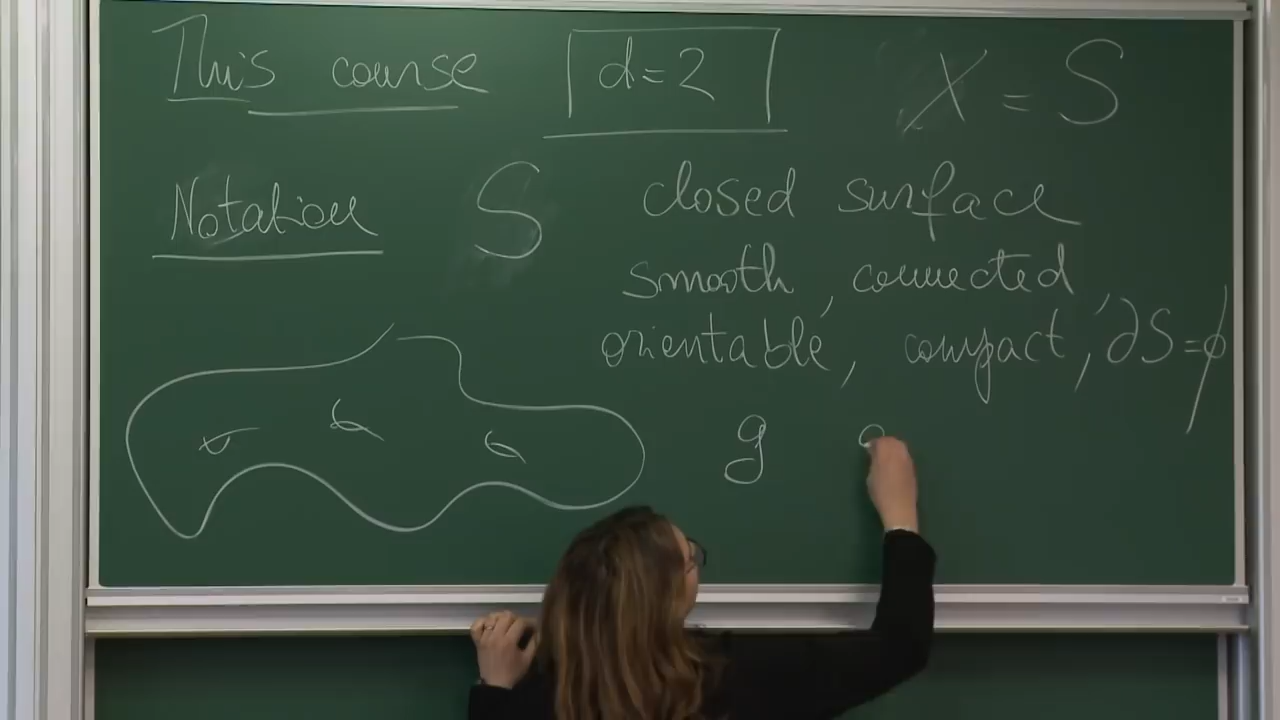 This course d=2 X = S
Notation S closed surface
smooth, connected,
orientable, compact, ∂S=∅
g